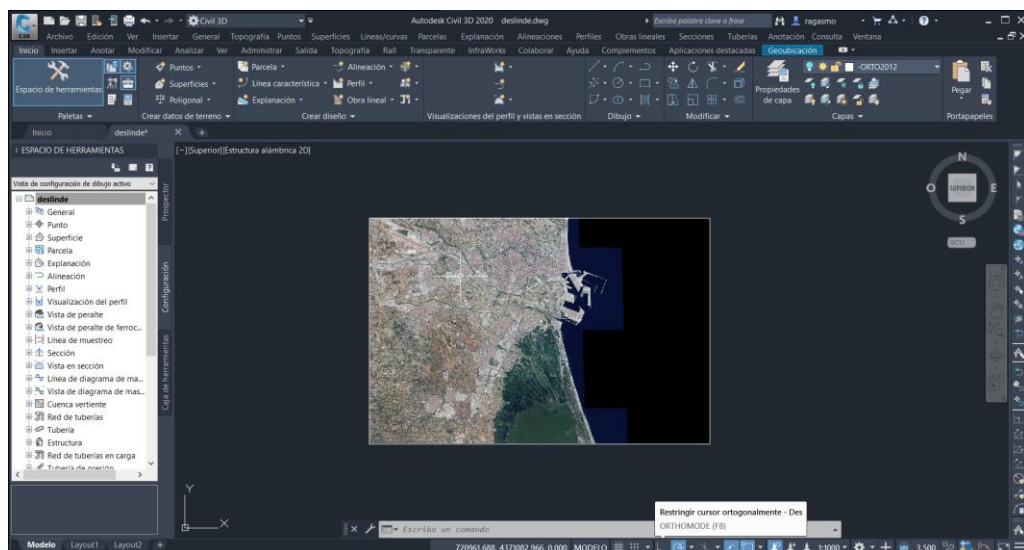 Civil 3D
Autodesk Civil 3D 2020 deslinde.dwg
Escriba palabra clave o frase
ragasmo
Archivo Edición Ver Insertar General Topografía Puntos Superficies Líneas/curvas Parcelas Explanación Alineaciones Perfiles Obras lineales Secciones Tuberías Anotación Consulta Ventana
Inicio Insertar Anotar Modificar Analizar Ver Administrar Salida Topografía Rail Transparente InfraWorks Colaborar Ayuda Complementos Aplicaciones destacadas Geoubicación
Espacio de herramientas
Puntos
Superficies
Poligonal
Parcela
Línea característica
Explanación
Alineación
Perfil
Obra lineal
Propiedades de capa
-ORTO2012
Pegar
Paletas
Crear datos de terreno
Crear diseño
Visualizaciones del perfil y vistas en sección
Dibujo
Modificar
Capas
Portapapeles
Inicio
deslinde*
ESPACIO DE HERRAMIENTAS
[−][Superior][Estructura alámbrica 2D]
Vista de configuración de dibujo activo
deslinde
General
Punto
Superficie
Parcela
Explanación
Alineación
Perfil
Visualización del perfil
Vista de peralte
Vista de peralte de ferroc...
Línea de muestreo
Sección
Vista en sección
Línea de diagrama de ma...
Vista de diagrama de mas...
Cuenca vertiente
Red de tuberías
Tubería
Estructura
Red de tuberías en carga
Tubería de presión
Prospector
Configuración
Caja de herramientas
N
O
SUPERIOR
E
S
SCU
Y
X
Escriba un comando
Restringir cursor ortogonalmente - Des
ORTHOMODE (F8)
Modelo Layout1 Layout2 +
720961.688, 4371082.966, 0.000 MODELO
1:1000
3.500